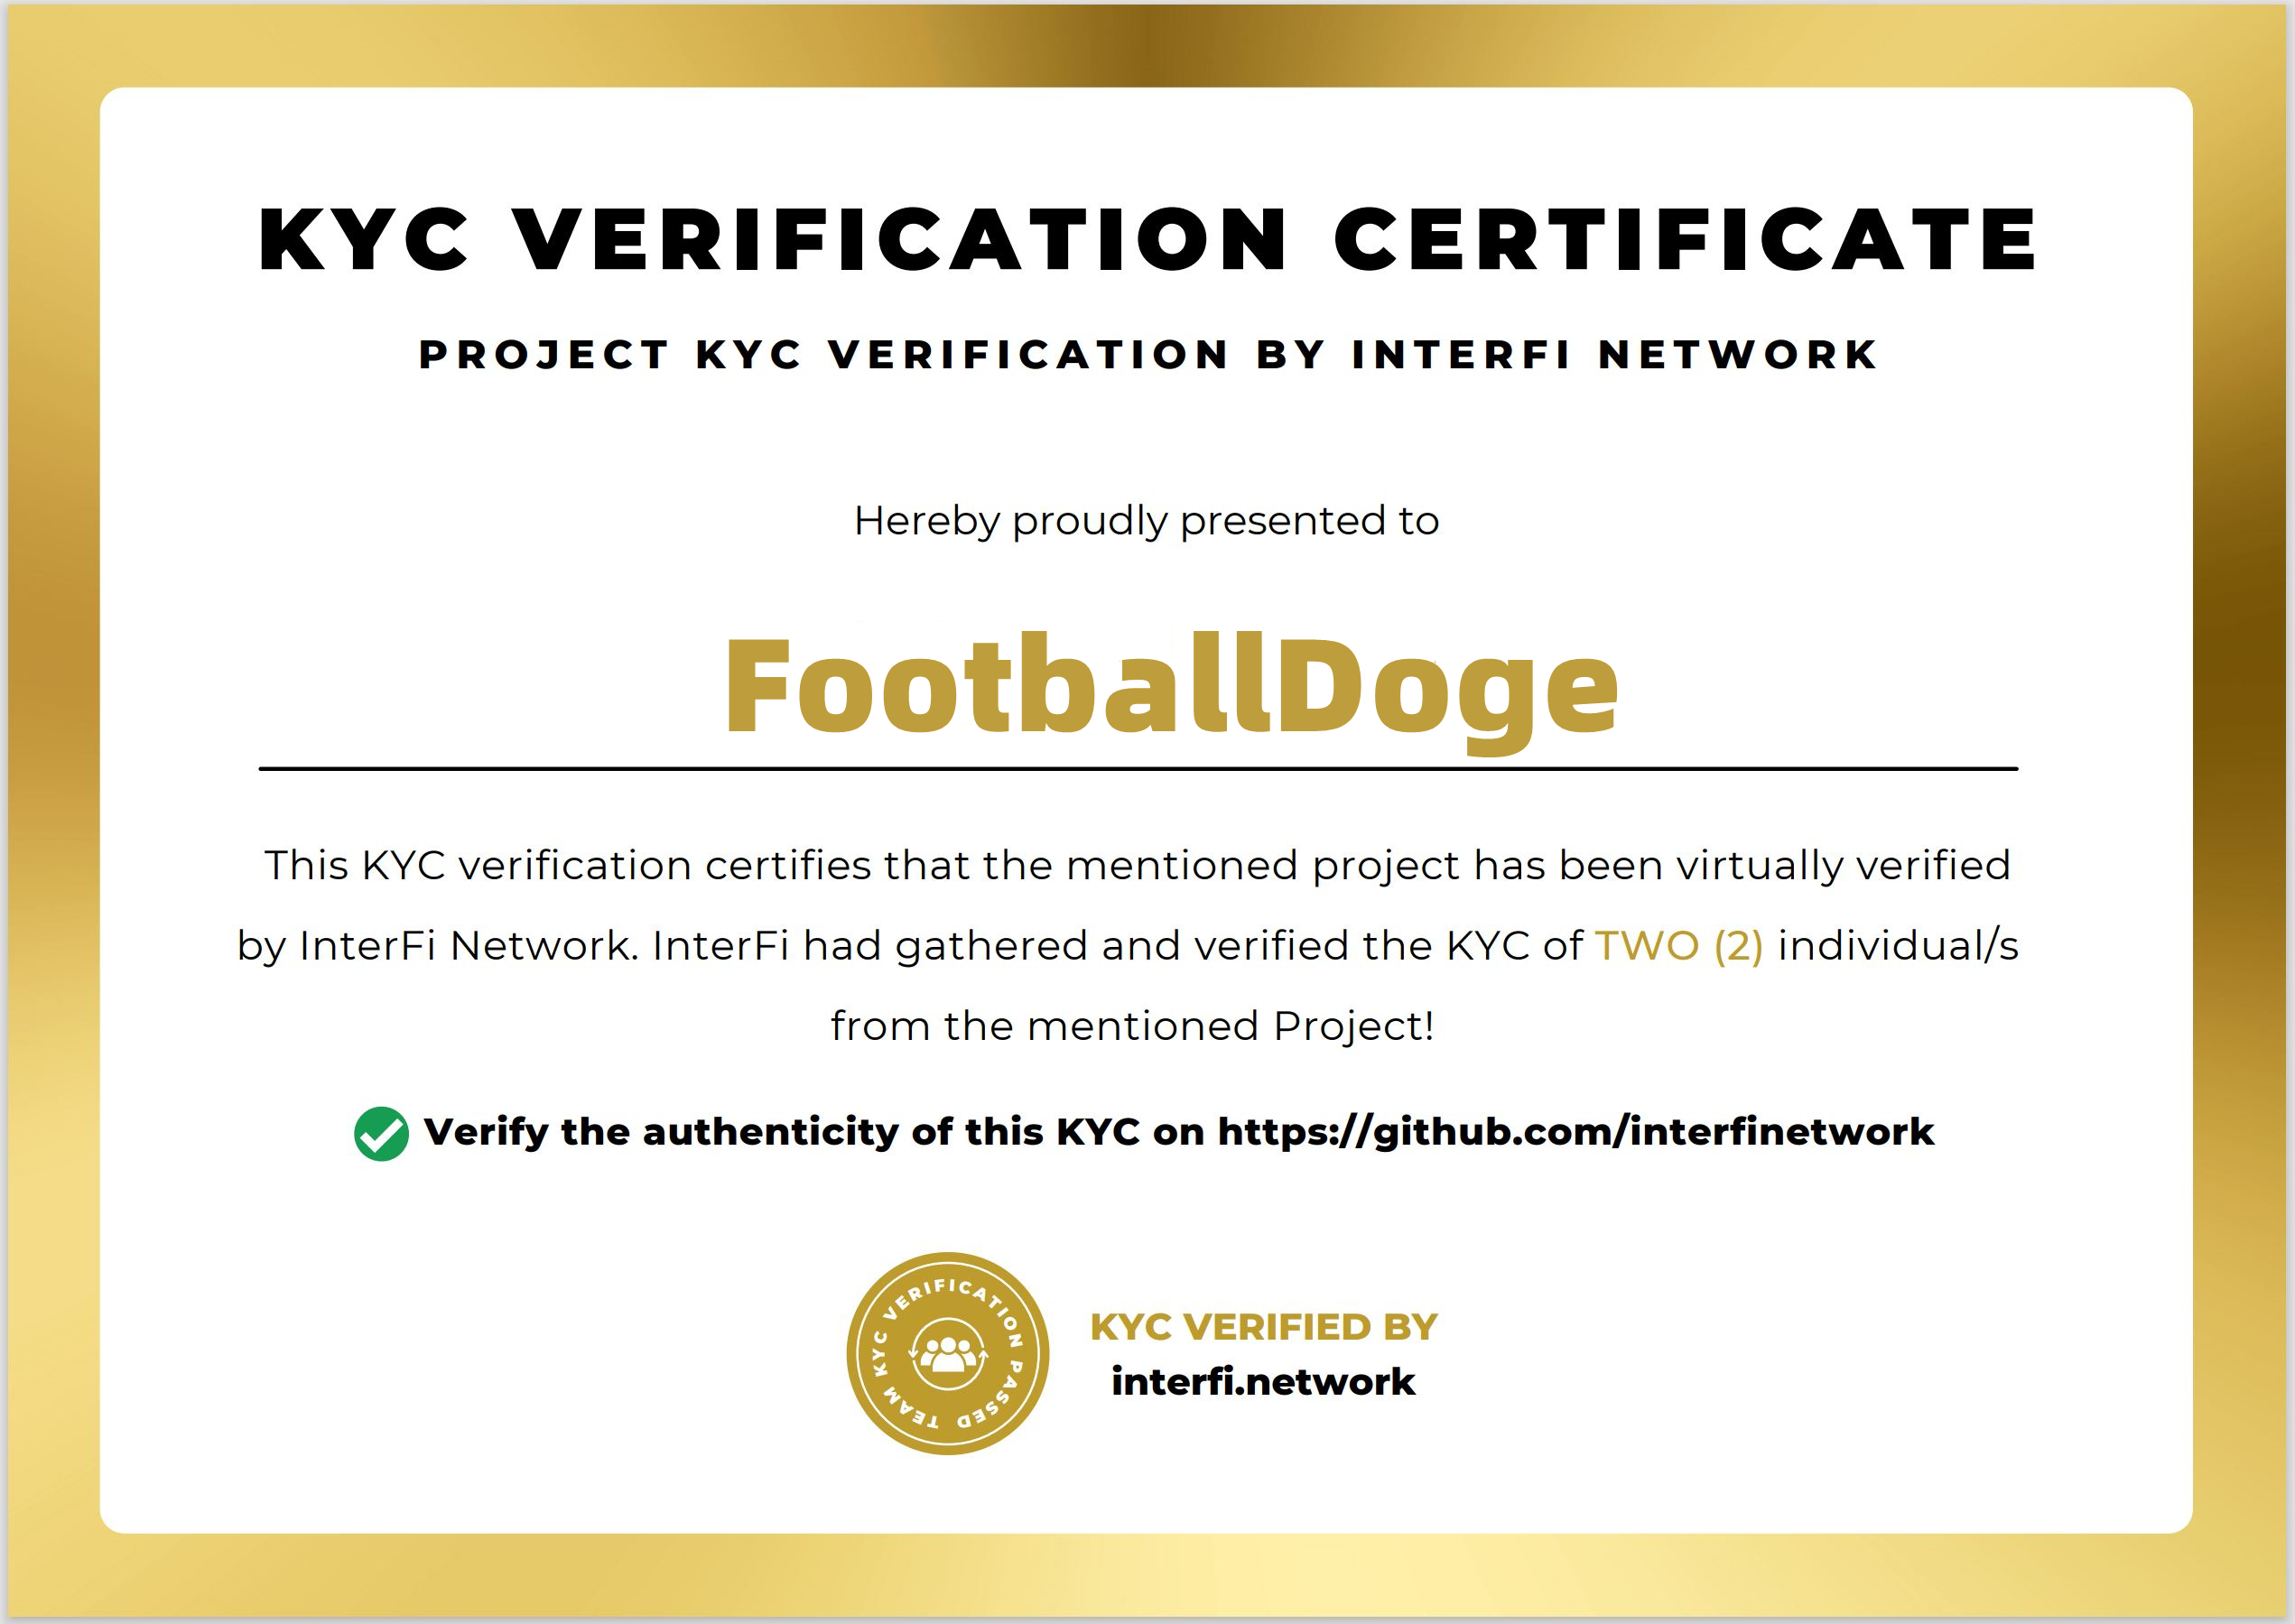 KYC VERIFICATION CERTIFICATE
PROJECT KYC VERIFICATION BY INTERFI NETWORK
Hereby proudly presented to
FootballDoge
This KYC verification certifies that the mentioned project has been virtually verified
by InterFi Network. InterFi had gathered and verified the KYC of TWO (2) individual/s
from the mentioned Project!
Verify the authenticity of this KYC on https://github.com/interfinetwork
TEAM KYC VERIFICATION PASSED
KYC VERIFIED BY
interfi.network